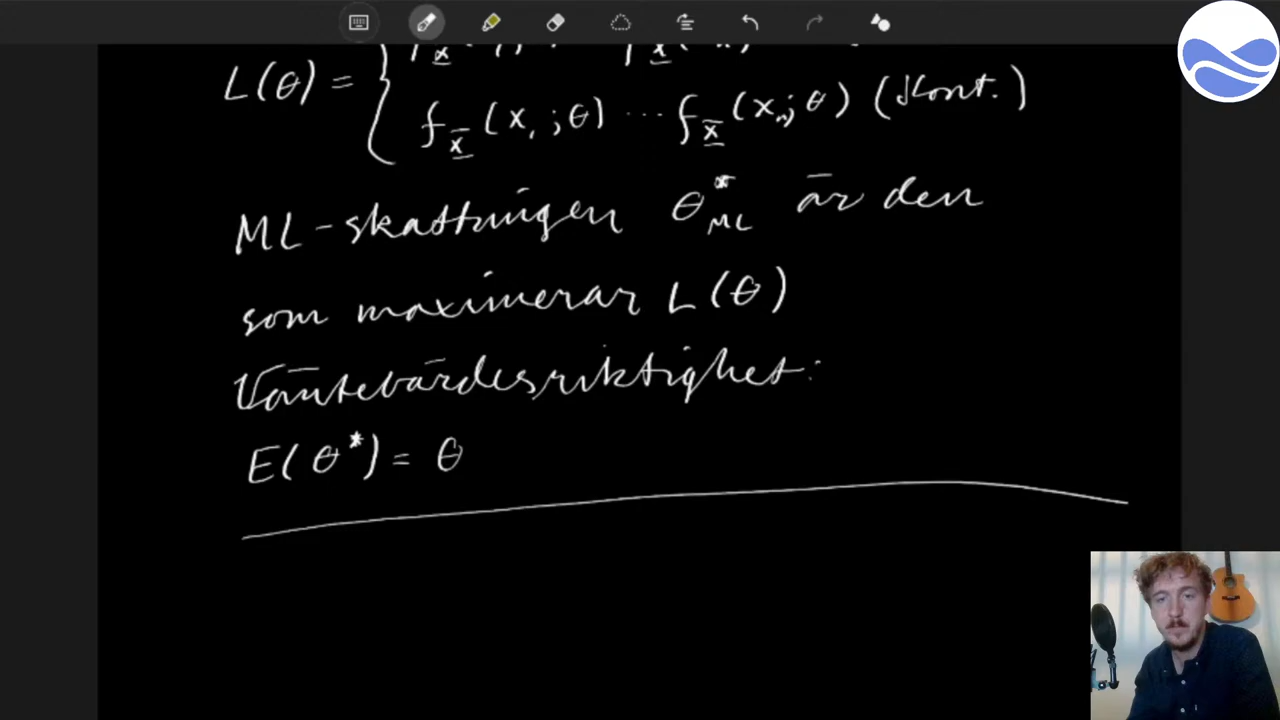 L(θ) =
f_X(x₁;θ) ... f_X(xₙ;θ) (Kont.)
ML-skattningen θ*_ML är den
som maximerar L(θ)
Väntevärdesriktighet:
E(θ*) = θ